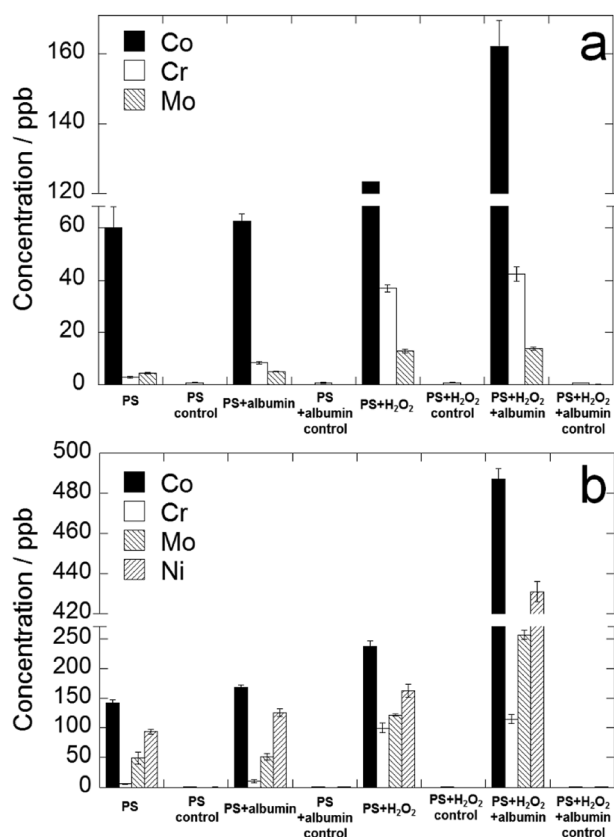 a
Co
Cr
Mo
Concentration / ppb
160
140
120
60
40
20
0
PS
PS
control
PS+albumin
PS
+albumin
control
PS+H₂O₂
PS+H₂O₂
control
PS+H₂O₂
+albumin
PS+H₂O₂
+albumin
control
b
Co
Cr
Mo
Ni
Concentration / ppb
500
480
460
440
420
250
200
150
100
50
0
PS
PS
control
PS+albumin
PS
+albumin
control
PS+H₂O₂
PS+H₂O₂
control
PS+H₂O₂
+albumin
PS+H₂O₂
+albumin
control